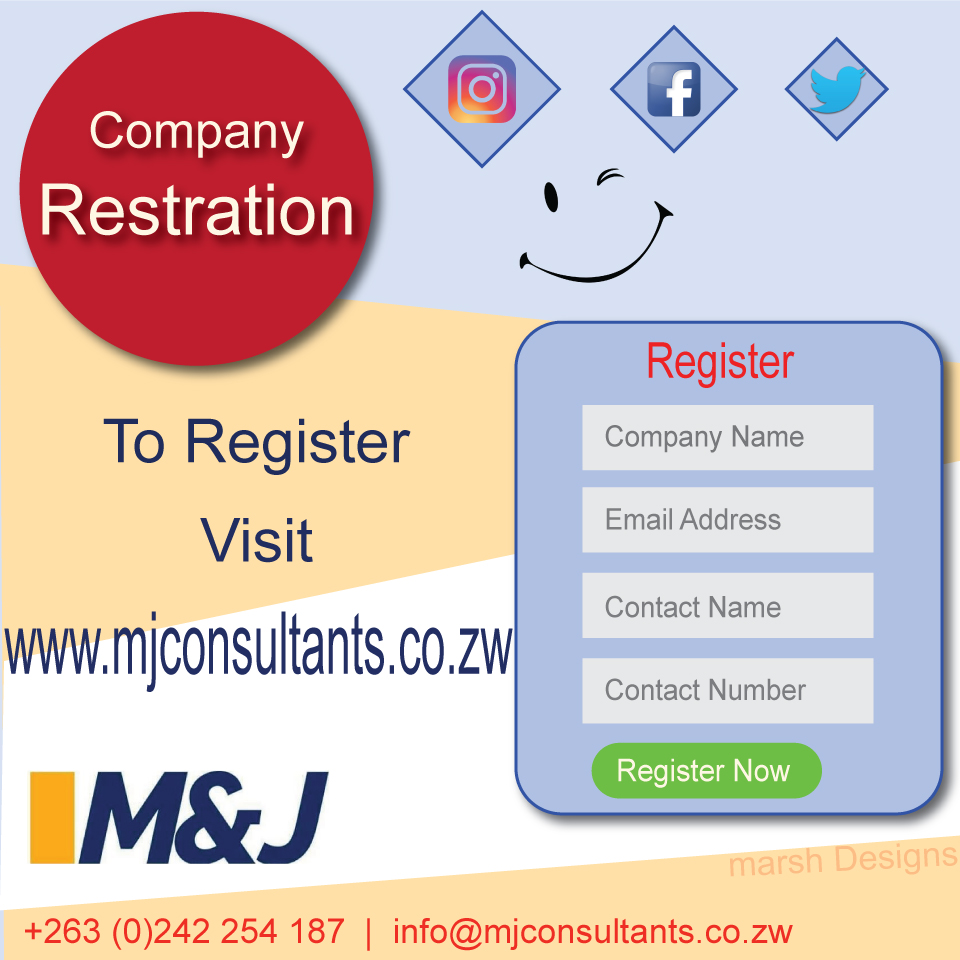 Company
Restration
To Register
Visit
www.mjconsultants.co.zw
Register
Company Name
Email Address
Contact Name
Contact Number
Register Now
M&J
marsh Designs
+263 (0)242 254 187 | info@mjconsultants.co.zw